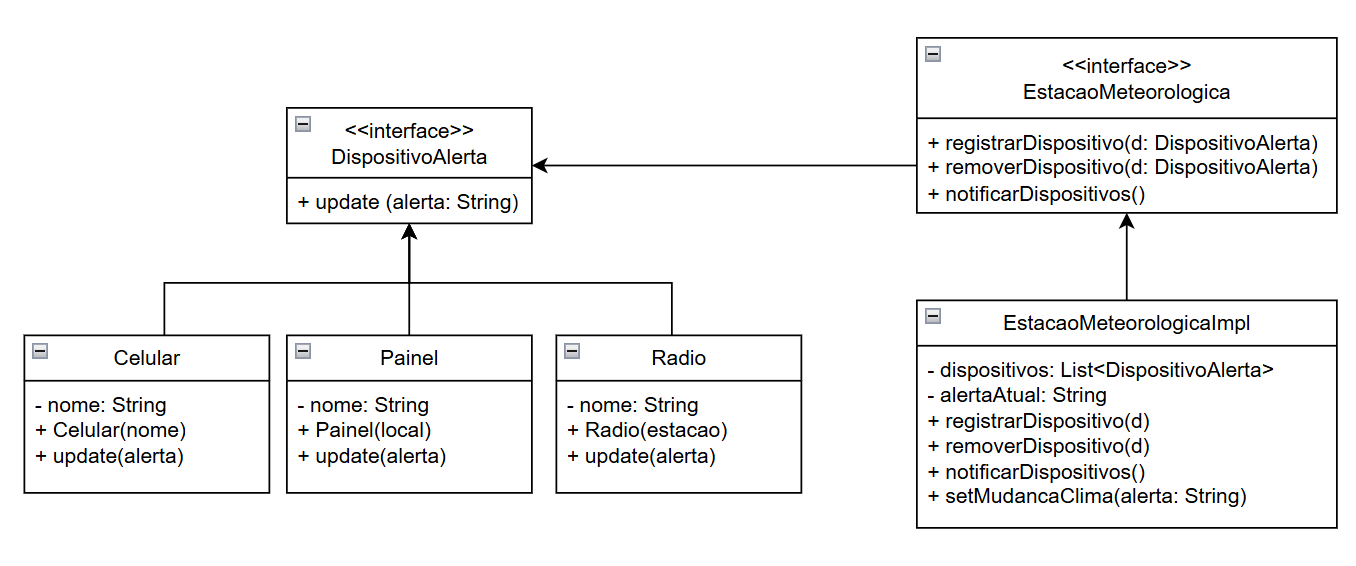 <<interface>>
DispositivoAlerta
+ update (alerta: String)
<<interface>>
EstacaoMeteorologica
+ registrarDispositivo(d: DispositivoAlerta)
+ removerDispositivo(d: DispositivoAlerta)
+ notificarDispositivos()
Celular
- nome: String
+ Celular(nome)
+ update(alerta)
Painel
- nome: String
+ Painel(local)
+ update(alerta)
Radio
- nome: String
+ Radio(estacao)
+ update(alerta)
EstacaoMeteorologicaImpl
- dispositivos: List<DispositivoAlerta>
- alertaAtual: String
+ registrarDispositivo(d)
+ removerDispositivo(d)
+ notificarDispositivos()
+ setMudancaClima(alerta: String)